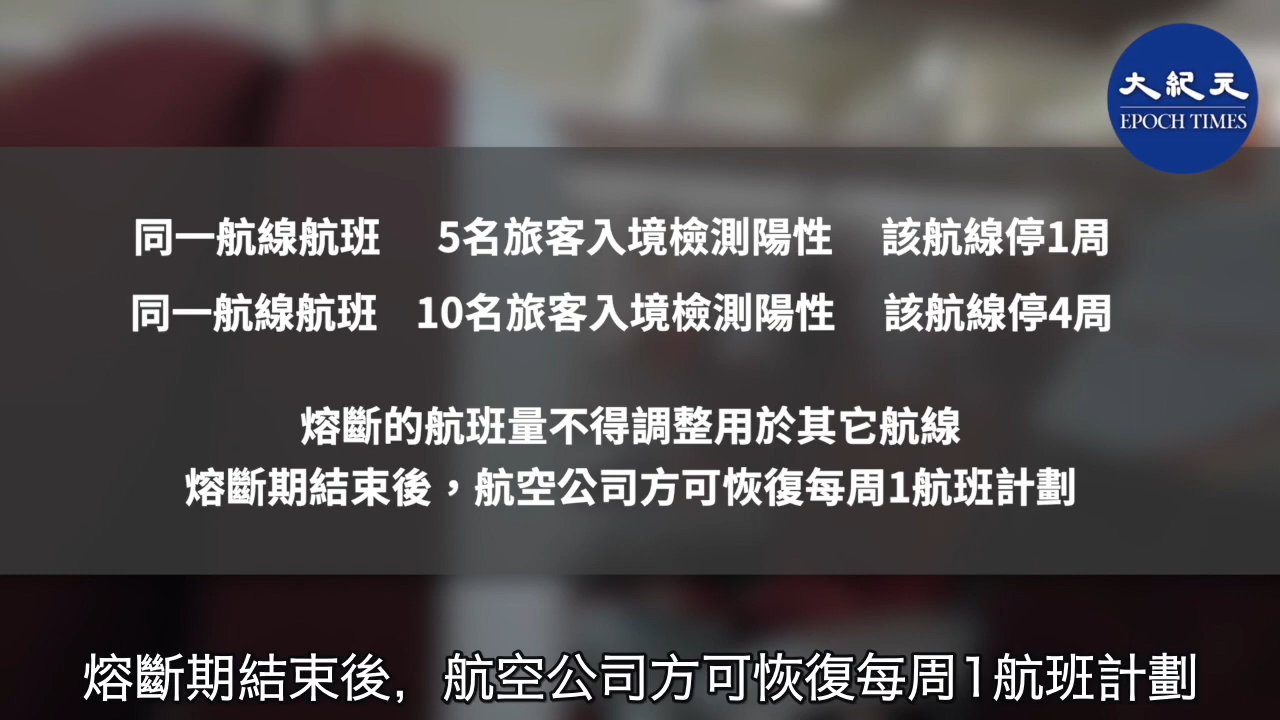 大紀元
EPOCH TIMES
同一航線航班 5名旅客入境檢測陽性 該航線停1周
同一航線航班 10名旅客入境檢測陽性 該航線停4周
熔斷的航班量不得調整用於其它航線
熔斷期結束後，航空公司方可恢復每周1航班計劃
熔斷期結束後，航空公司方可恢復每周1航班計劃